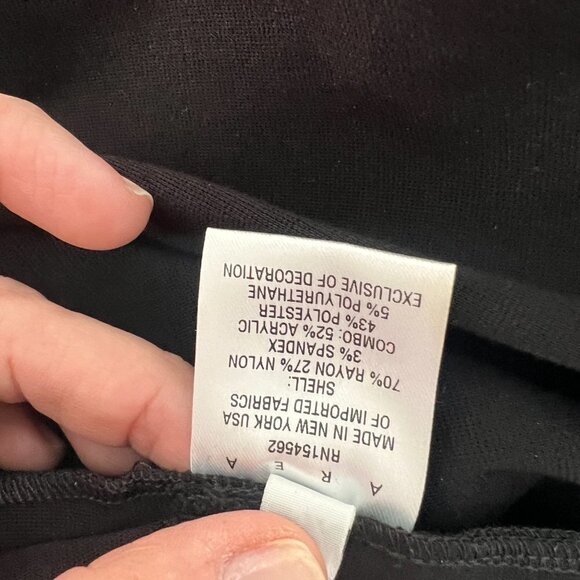 A R E A
RN154562
MADE IN NEW YORK USA
OF IMPORTED FABRICS
SHELL:
70% RAYON 27% NYLON
3% SPANDEX
COMBO: 52% ACRYLIC
43% POLYESTER
5% POLYURETHANE
EXCLUSIVE OF DECORATION